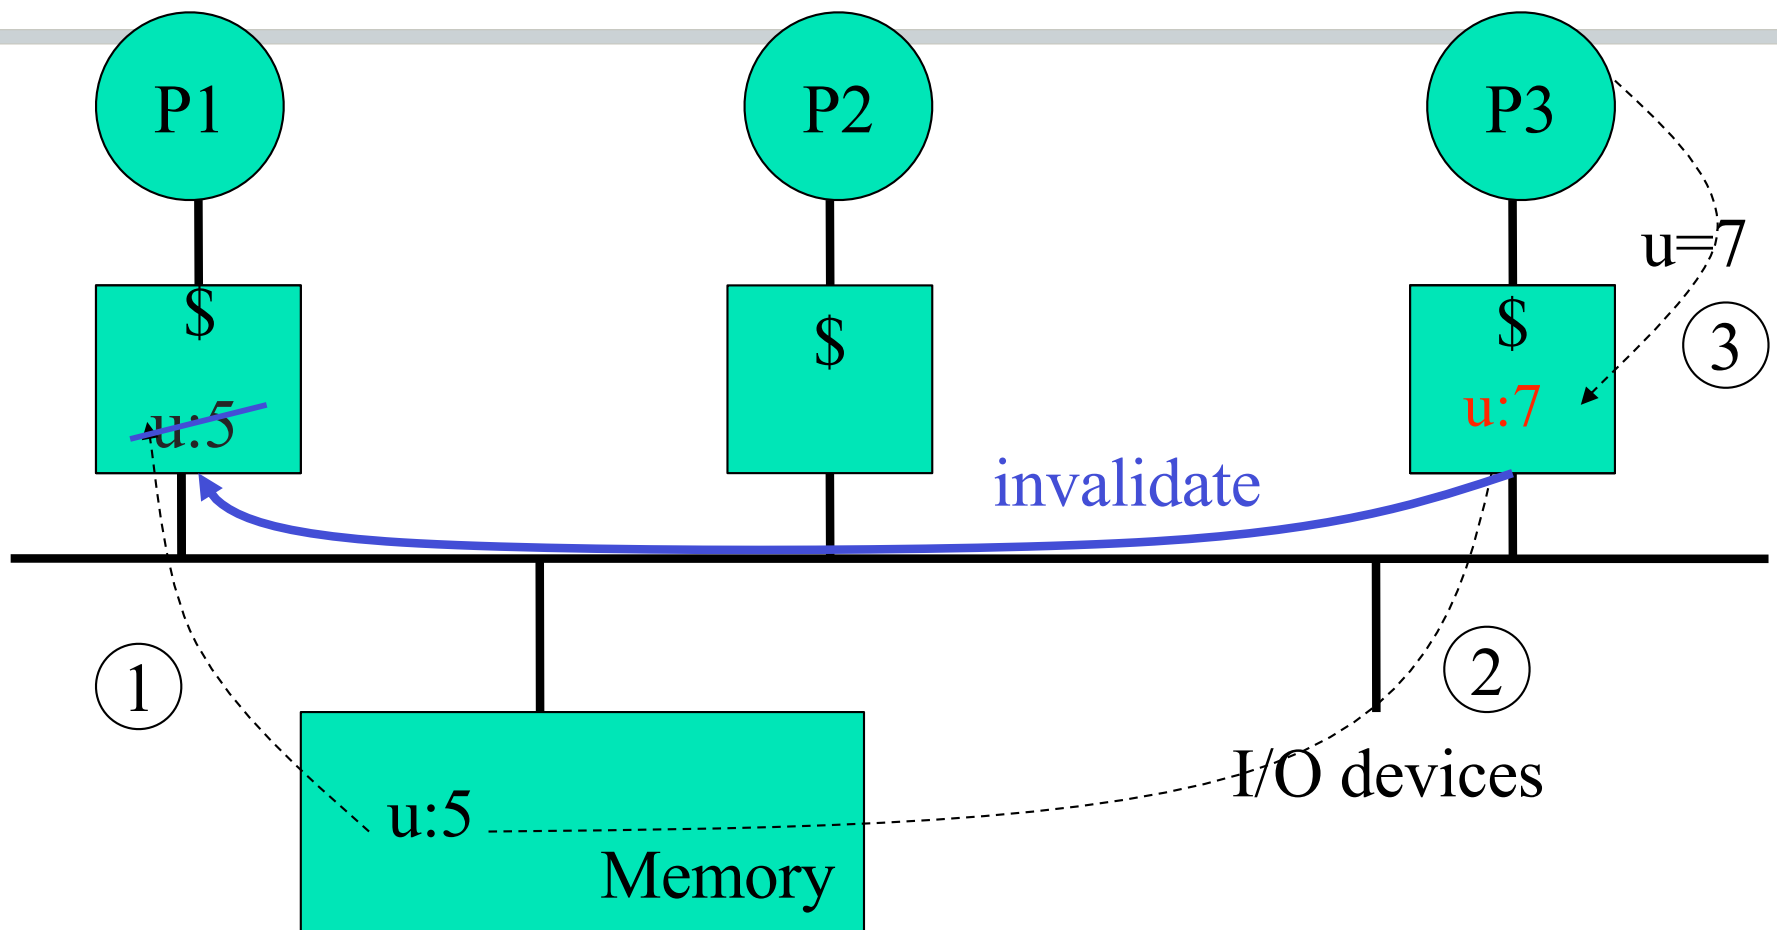 P1
P2
P3
u=7
$
$
$
3
u:5
u:7
invalidate
1
2
I/O devices
u:5
Memory